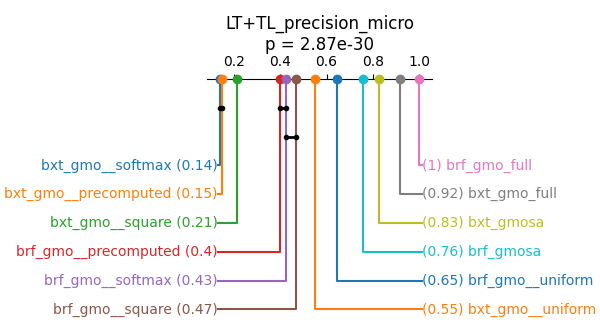 LT+TL_precision_micro
p = 2.87e-30
0.2 0.4 0.6 0.8 1.0
bxt_gmo__softmax (0.14) (1) brf_gmo_full
bxt_gmo__precomputed (0.15) (0.92) bxt_gmo_full
bxt_gmo__square (0.21) (0.83) bxt_gmosa
brf_gmo__precomputed (0.4) (0.76) brf_gmosa
brf_gmo__softmax (0.43) (0.65) brf_gmo__uniform
brf_gmo__square (0.47) (0.55) bxt_gmo__uniform